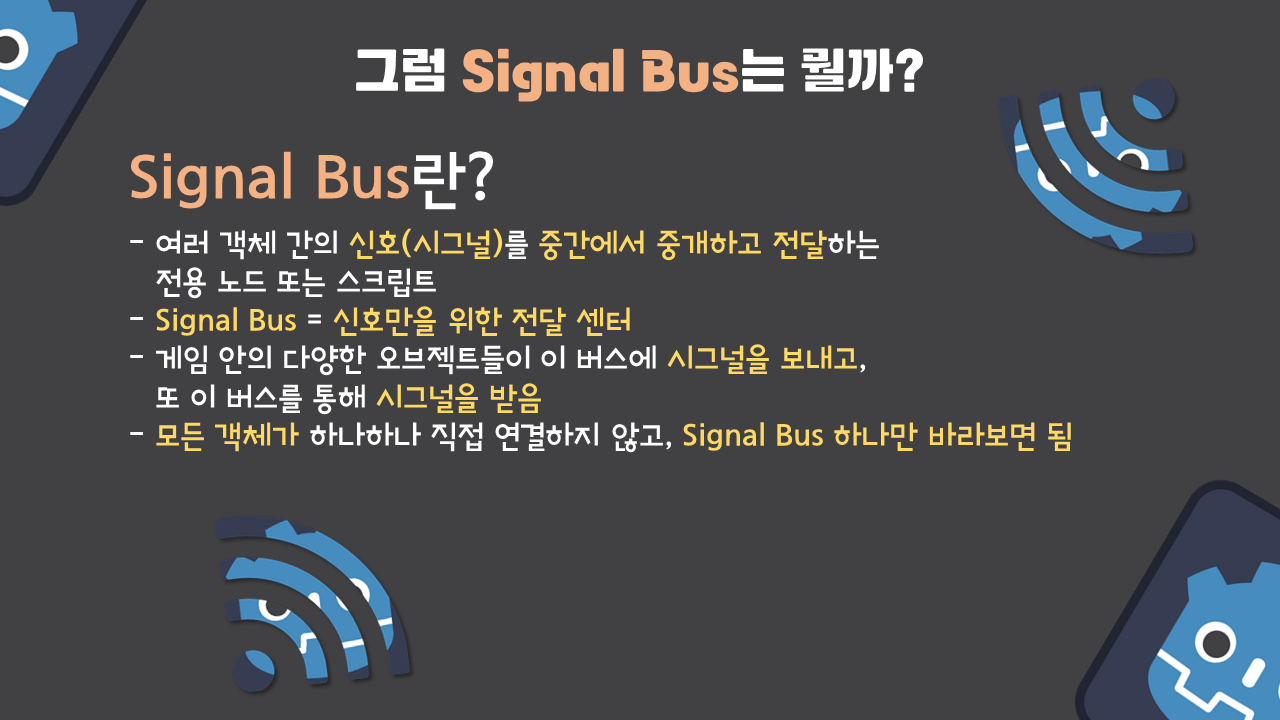 그럼 Signal Bus는 뭘까?
Signal Bus란?
- 여러 객체 간의 신호(시그널)를 중간에서 중개하고 전달하는
전용 노드 또는 스크립트
- Signal Bus = 신호만을 위한 전달 센터
- 게임 안의 다양한 오브젝트들이 이 버스에 시그널을 보내고,
또 이 버스를 통해 시그널을 받음
- 모든 객체가 하나하나 직접 연결하지 않고, Signal Bus 하나만 바라보면 됨